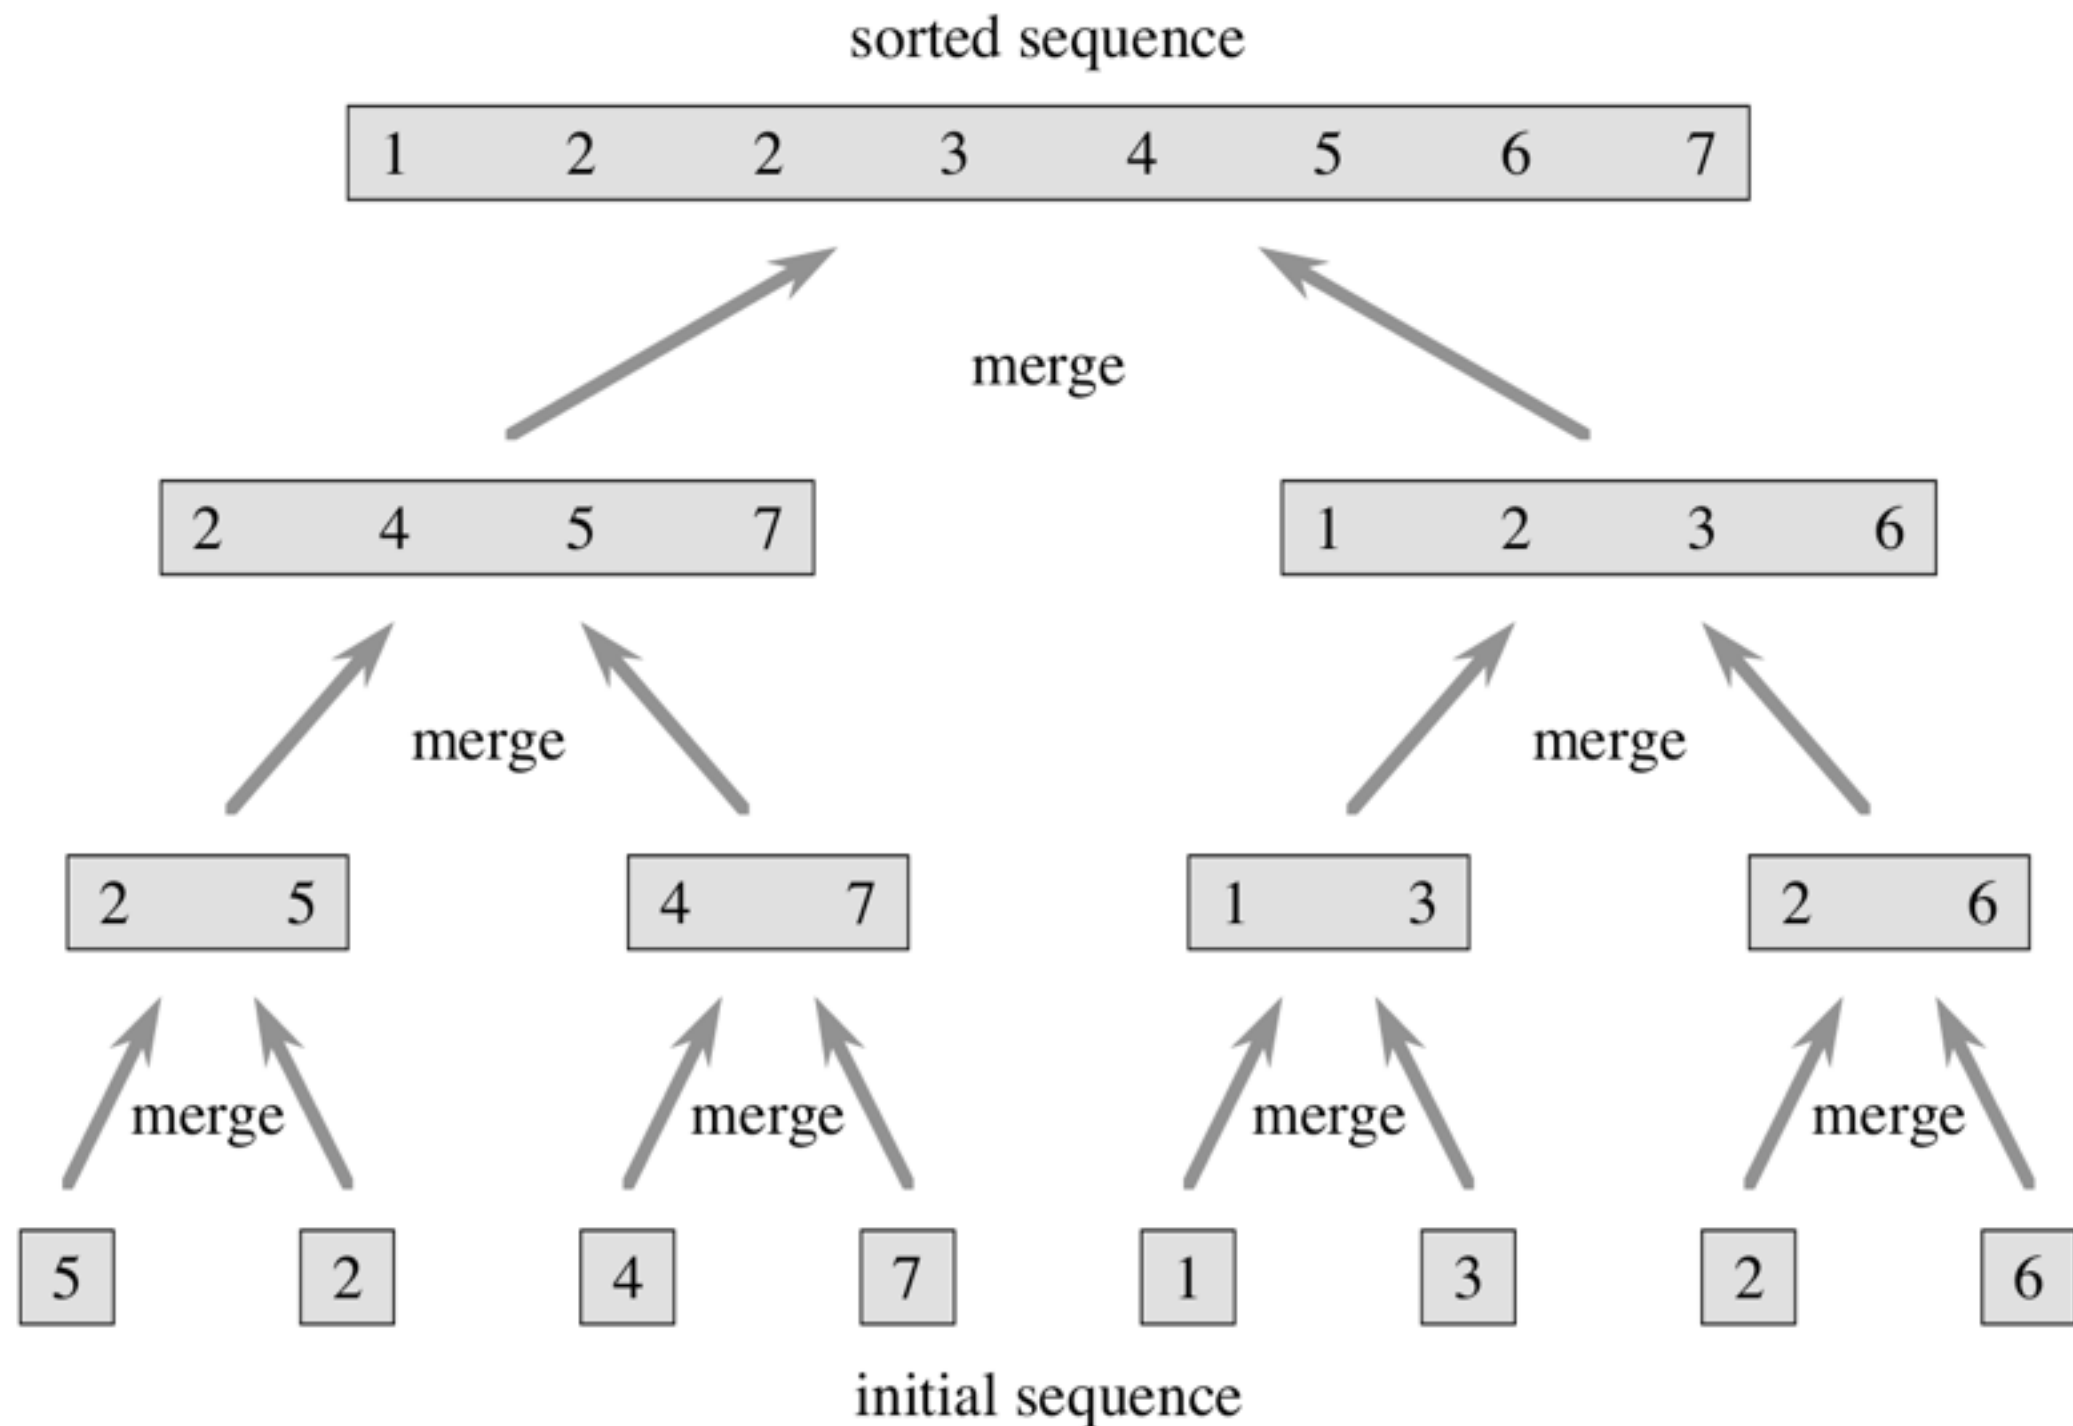 sorted sequence
1 2 2 3 4 5 6 7
merge
2 4 5 7 1 2 3 6
merge merge
2 5 4 7 1 3 2 6
merge merge merge merge
5 2 4 7 1 3 2 6
initial sequence